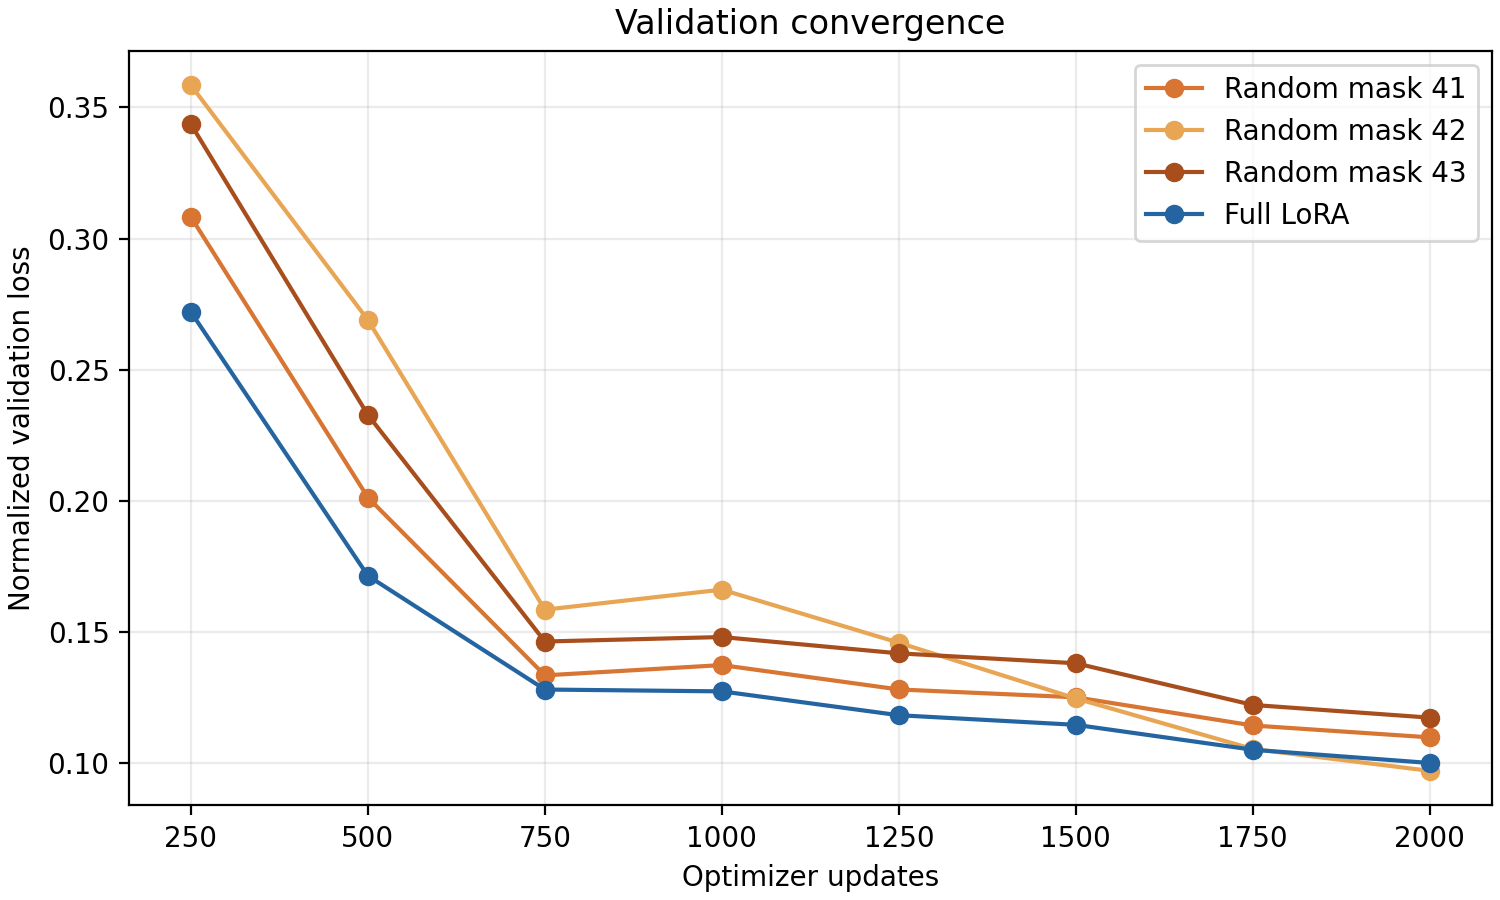 Validation convergence
Random mask 41
Random mask 42
Random mask 43
Full LoRA
Normalized validation loss
0.35
0.30
0.25
0.20
0.15
0.10
250 500 750 1000 1250 1500 1750 2000
Optimizer updates